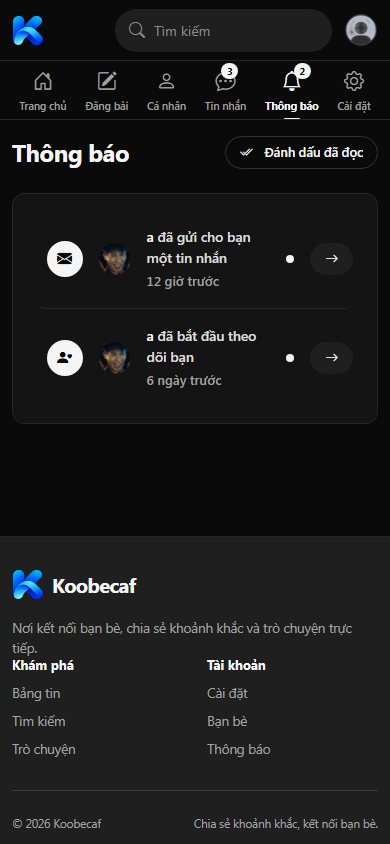 Tìm kiếm
3
2
Trang chủ Đăng bài Cá nhân Tin nhắn Thông báo Cài đặt
Thông báo
Đánh dấu đã đọc
a đã gửi cho bạn
một tin nhắn
12 giờ trước
a đã bắt đầu theo
dõi bạn
6 ngày trước
Koobecaf
Nơi kết nối bạn bè, chia sẻ khoảnh khắc và trò chuyện trực
tiếp.
Khám phá Tài khoản
Bảng tin Cài đặt
Tìm kiếm Bạn bè
Trò chuyện Thông báo
© 2026 Koobecaf Chia sẻ khoảnh khắc, kết nối bạn bè.